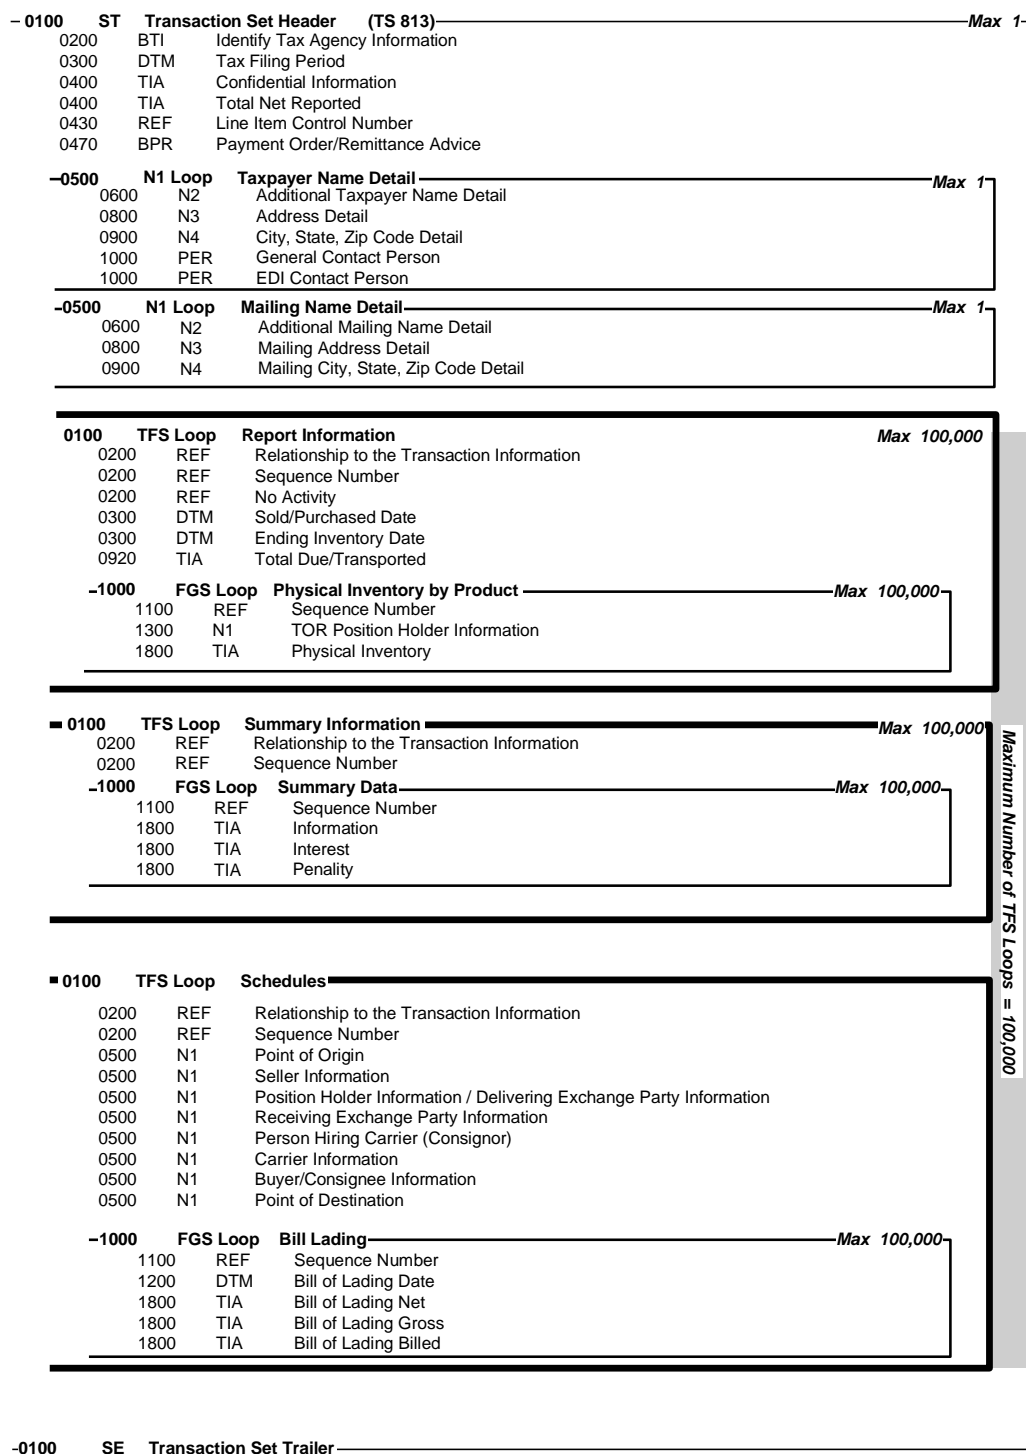 0100 ST Transaction Set Header (TS 813) Max 1
0200 BTI Identify Tax Agency Information
0300 DTM Tax Filing Period
0400 TIA Confidential Information
0400 TIA Total Net Reported
0430 REF Line Item Control Number
0470 BPR Payment Order/Remittance Advice
0500 N1 Loop Taxpayer Name Detail Max 1
0600 N2 Additional Taxpayer Name Detail
0800 N3 Address Detail
0900 N4 City, State, Zip Code Detail
1000 PER General Contact Person
1000 PER EDI Contact Person
0500 N1 Loop Mailing Name Detail Max 1
0600 N2 Additional Mailing Name Detail
0800 N3 Mailing Address Detail
0900 N4 Mailing City, State, Zip Code Detail
0100 TFS Loop Report Information Max 100,000
0200 REF Relationship to the Transaction Information
0200 REF Sequence Number
0200 REF No Activity
0300 DTM Sold/Purchased Date
0300 DTM Ending Inventory Date
0920 TIA Total Due/Transported
1000 FGS Loop Physical Inventory by Product Max 100,000
1100 REF Sequence Number
1300 N1 TOR Position Holder Information
1800 TIA Physical Inventory
0100 TFS Loop Summary Information Max 100,000
0200 REF Relationship to the Transaction Information
0200 REF Sequence Number
1000 FGS Loop Summary Data Max 100,000
1100 REF Sequence Number
1800 TIA Information
1800 TIA Interest
1800 TIA Penality
0100 TFS Loop Schedules
0200 REF Relationship to the Transaction Information
0200 REF Sequence Number
0500 N1 Point of Origin
0500 N1 Seller Information
0500 N1 Position Holder Information / Delivering Exchange Party Information
0500 N1 Receiving Exchange Party Information
0500 N1 Person Hiring Carrier (Consignor)
0500 N1 Carrier Information
0500 N1 Buyer/Consignee Information
0500 N1 Point of Destination
1000 FGS Loop Bill Lading Max 100,000
1100 REF Sequence Number
1200 DTM Bill of Lading Date
1800 TIA Bill of Lading Net
1800 TIA Bill of Lading Gross
1800 TIA Bill of Lading Billed
Maximum Number of TFS Loops = 100,000
0100 SE Transaction Set Trailer